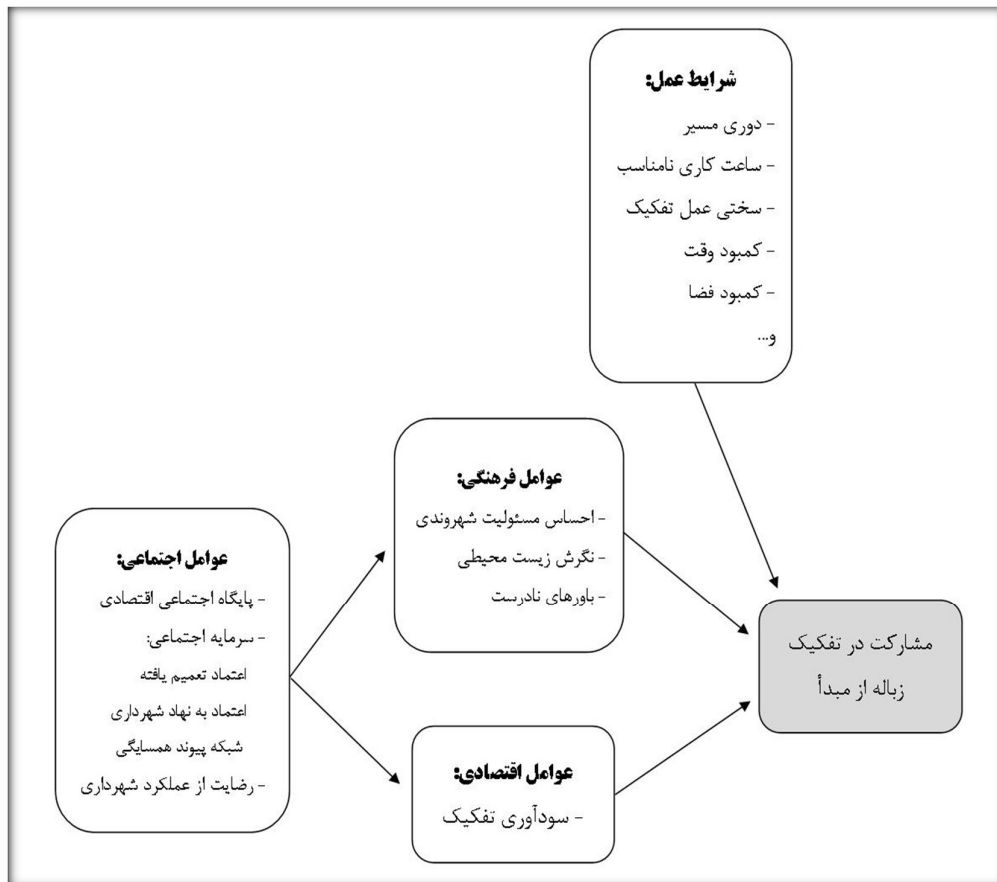 شرایط عمل:
- دوری مسیر
- ساعت کاری نامناسب
- سختی عمل تفکیک
- کمبود وقت
- کمبود فضا
و...
عوامل فرهنگی:
- احساس مسئولیت شهروندی
- نگرش زیست محیطی
- باورهای نادرست
عوامل اجتماعی:
- پایگاه اجتماعی اقتصادی
- سرمایه اجتماعی:
اعتماد تعمیم یافته
اعتماد به نهاد شهرداری
شبکه پیوند همسایگی
- رضایت از عملکرد شهرداری
عوامل اقتصادی:
- سودآوری تفکیک
مشارکت در تفکیک
زباله از مبدأ